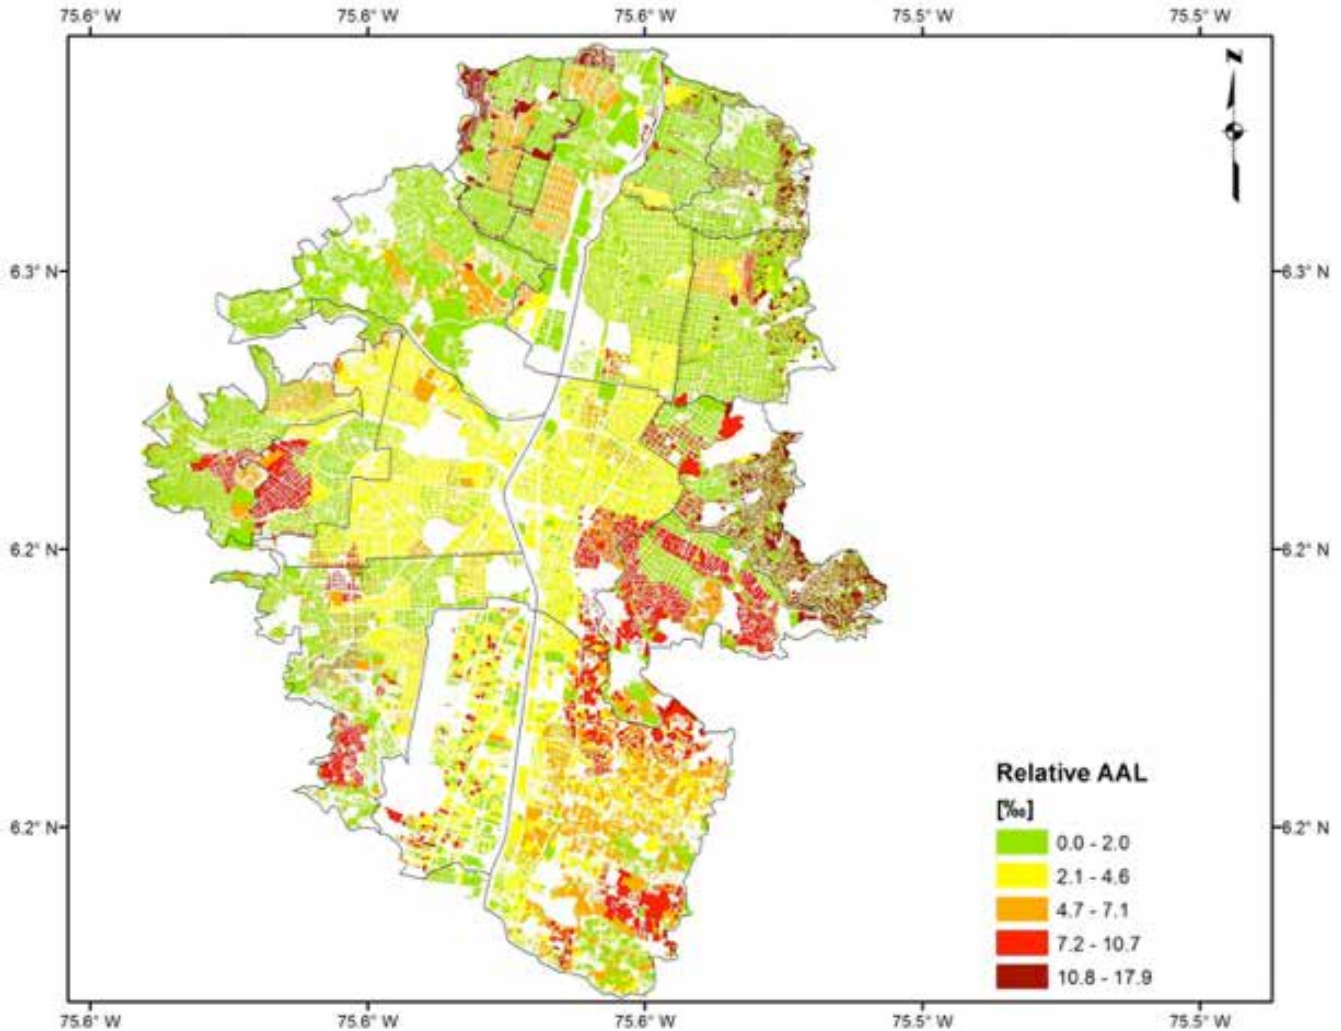 75.6° W 75.6° W 75.6° W 75.5° W 75.5° W
N
6.3° N 6.3° N
6.2° N 6.2° N
6.2° N 6.2° N
Relative AAL
[‰]
0.0 - 2.0
2.1 - 4.6
4.7 - 7.1
7.2 - 10.7
10.8 - 17.9
75.6° W 75.6° W 75.6° W 75.5° W 75.5° W